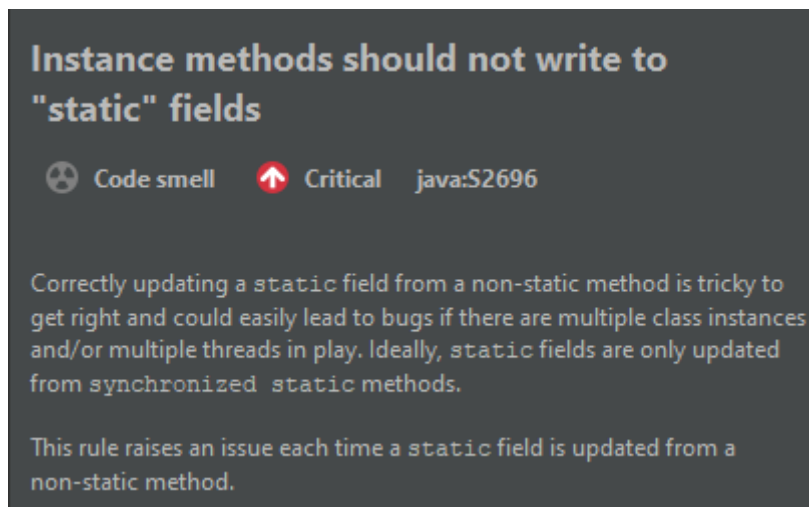 Instance methods should not write to
"static" fields
Code smell Critical java:S2696
Correctly updating a static field from a non-static method is tricky to
get right and could easily lead to bugs if there are multiple class instances
and/or multiple threads in play. Ideally, static fields are only updated
from synchronized static methods.
This rule raises an issue each time a static field is updated from a
non-static method.